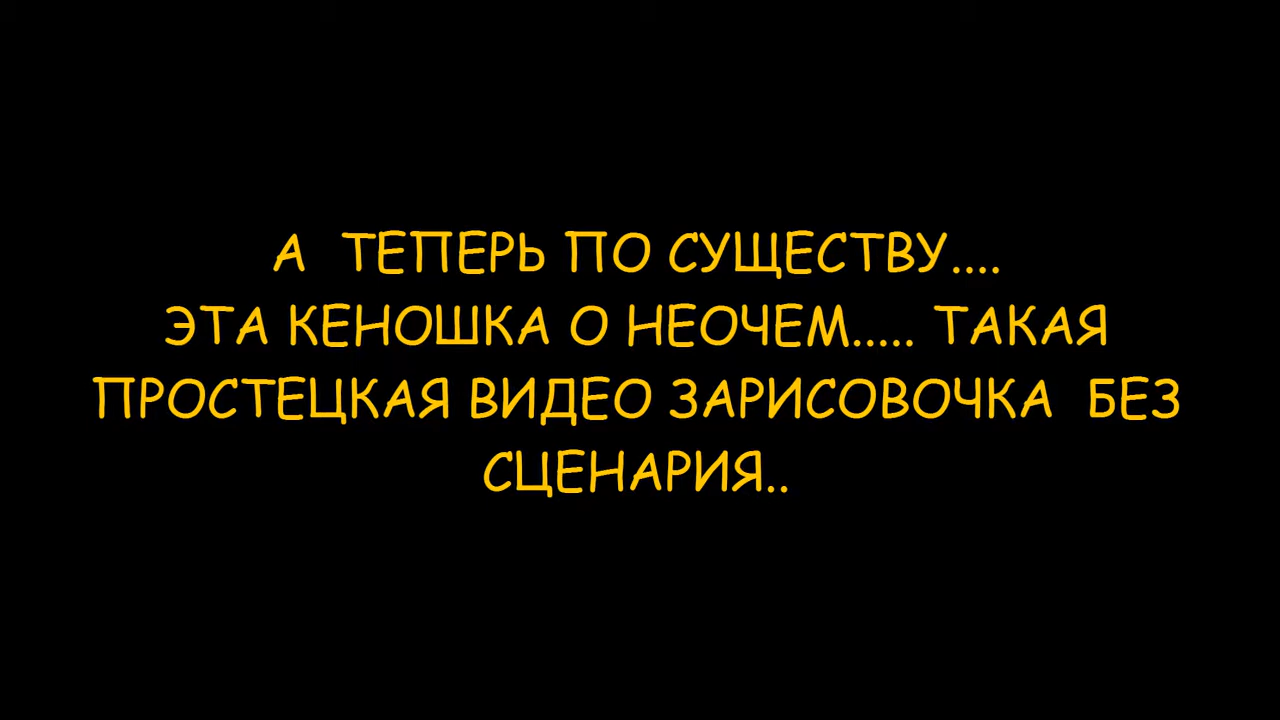 А  ТЕПЕРЬ ПО СУЩЕСТВУ....
ЭТА КЕНОШКА О НЕОЧЕМ..... ТАКАЯ
ПРОСТЕЦКАЯ ВИДЕО ЗАРИСОВОЧКА  БЕЗ
СЦЕНАРИЯ..